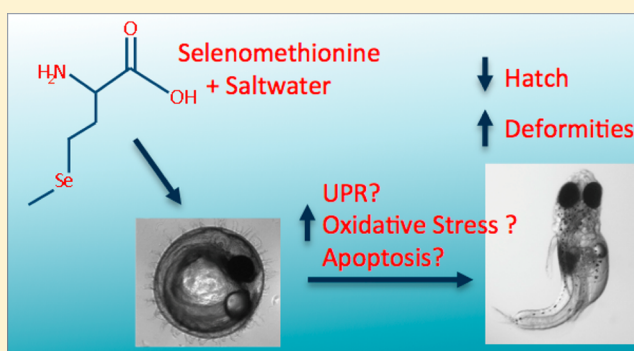 O
H₂N
OH
Se
Selenomethionine
+ Saltwater
Hatch
Deformities
UPR?
Oxidative Stress ?
Apoptosis?